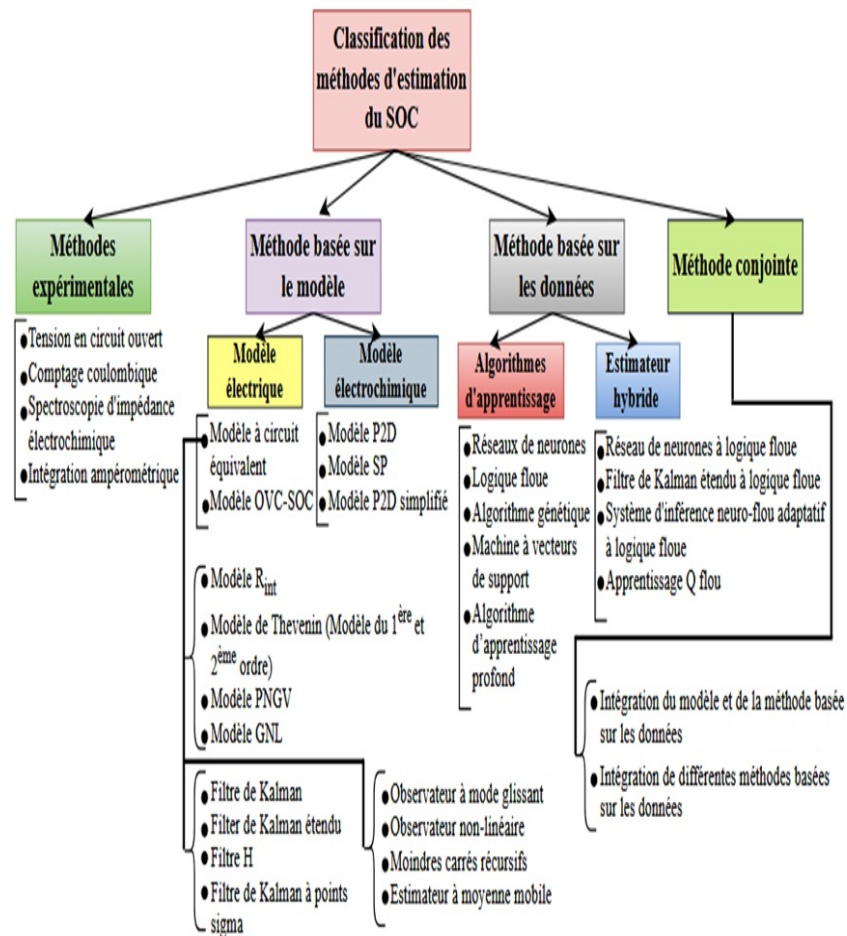 Classification des
méthodes d'estimation
du SOC
Méthodes
expérimentales
Tension en circuit ouvert
Comptage coulombique
Spectroscopie d'impédance
électrochimique
Intégration ampérométrique
Méthode basée sur
le modèle
Modèle
électrique
Modèle à circuit
équivalent
Modèle OVC-SOC
Modèle
électrochimique
Modèle P2D
Modèle SP
Modèle P2D simplifié
Modèle Rint
Modèle de Thevenin (Modèle du 1ère et
2ème ordre)
Modèle PNGV
Modèle GNL
Filtre de Kalman
Filter de Kalman étendu
Filtre H
Filtre de Kalman à points
sigma
Observateur à mode glissant
Observateur non-linéaire
Moindres carrés récursifs
Estimateur à moyenne mobile
Méthode basée sur
les données
Algorithmes
d'apprentissage
Réseaux de neurones
Logique floue
Algorithme génétique
Machine à vecteurs
de support
Algorithme
d’apprentissage
profond
Estimateur
hybride
Réseau de neurones à logique floue
Filtre de Kalman étendu à logique floue
Système d'inférence neuro-flou adaptatif
à logique floue
Apprentissage Q flou
Méthode conjointe
Intégration du modèle et de la méthode basée
sur les données
Intégration de différentes méthodes basées
sur les données